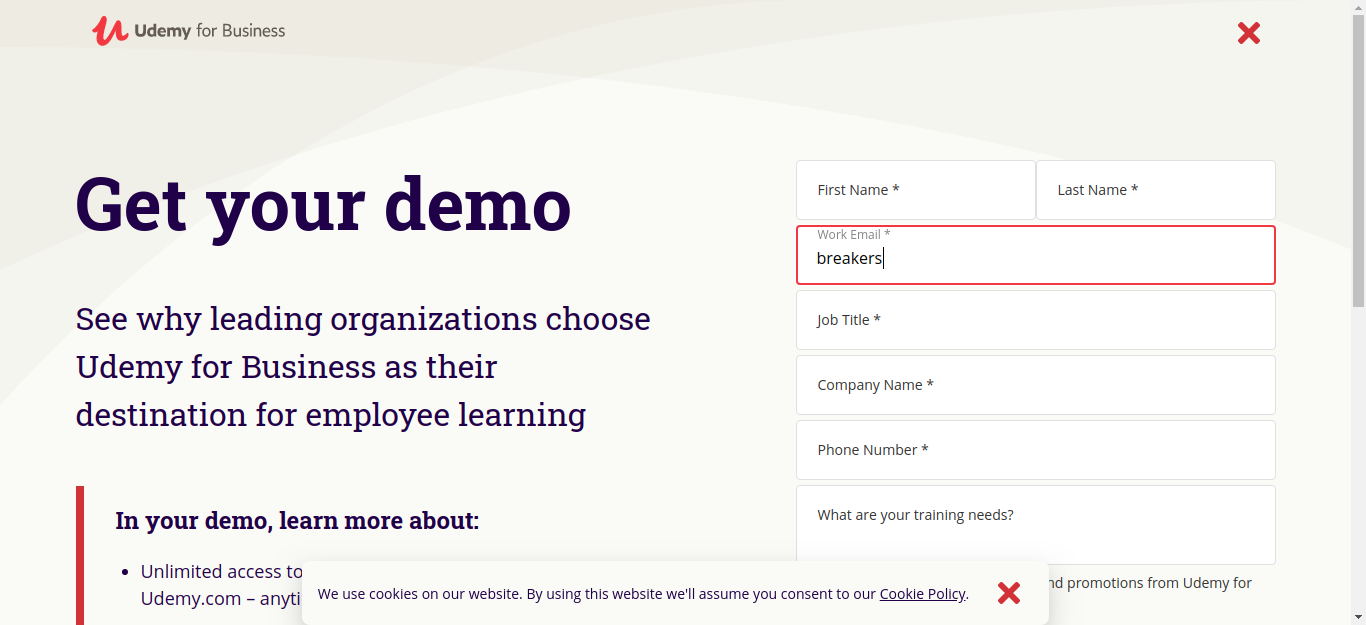 Udemy for Business
Get your demo
See why leading organizations choose
Udemy for Business as their
destination for employee learning
In your demo, learn more about:
Unlimited access to
Udemy.com – anyti
First Name *
Last Name *
Work Email *
breakers
Job Title *
Company Name *
Phone Number *
What are your training needs?
nd promotions from Udemy for
We use cookies on our website. By using this website we'll assume you consent to our Cookie Policy.